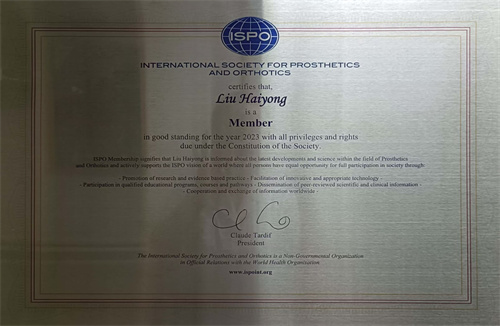 ISPO
INTERNATIONAL SOCIETY FOR PROSTHETICS
AND ORTHOTICS
certifies that,
Liu Haiyong
is a
Member
in good standing for the year 2023 with all privileges and rights
due under the Constitution of the Society.
- ISPO Membership signifies that Liu Haiyong is informed about the latest developments and science within the field of Prosthetics
and Orthotics and actively supports the ISPO vision of a world where all persons have equal opportunity for full participation in society through:
- Promotion of research and evidence based practice - Facilitation of innovative and appropriate technology -
- Participation in qualified educational programs, courses and pathways - Dissemination of peer-reviewed scientific and clinical information -
- Cooperation and exchange of information worldwide -
Claude Tardif
President
The International Society for Prosthetics and Orthotics is a Non-Governmental Organization
in Official Relations with the World Health Organisation.
www.ispoint.org